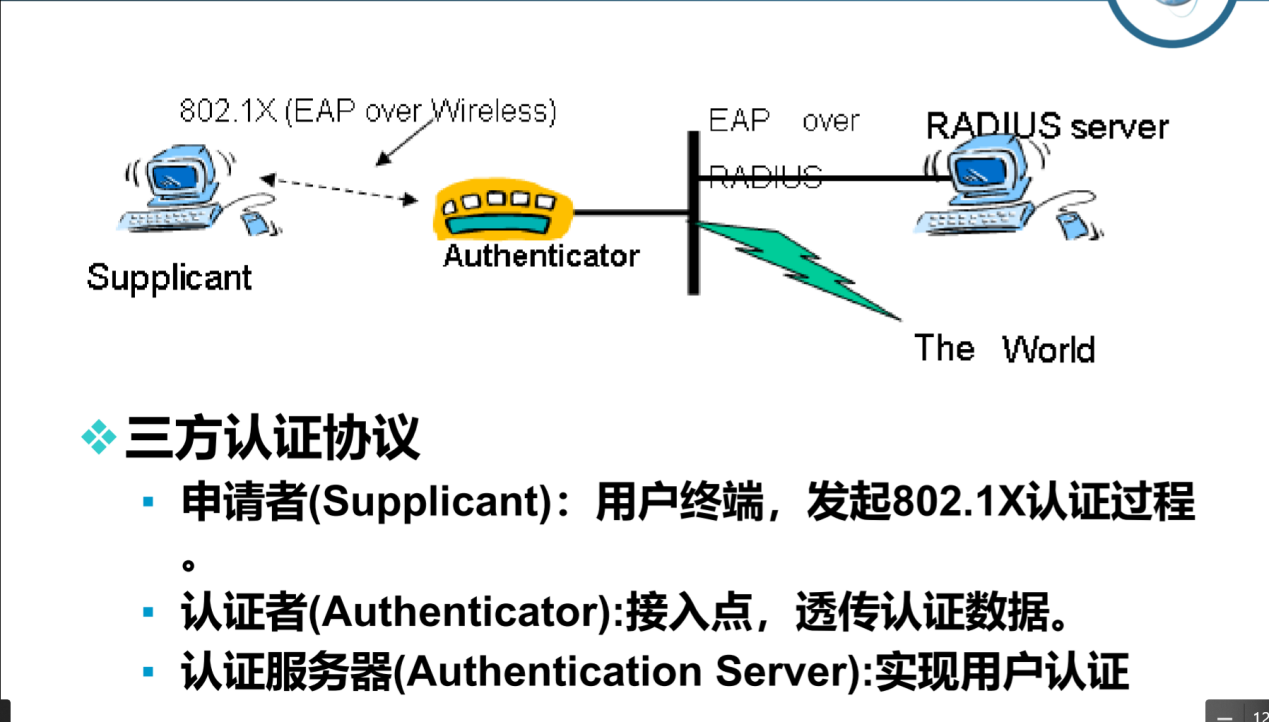 802.1X (EAP over Wireless)
EAP over
RADIUS
RADIUS server
Authenticator
Supplicant
The World
三方认证协议
申请者(Supplicant)：用户终端，发起802.1X认证过程
。
认证者(Authenticator):接入点，透传认证数据。
认证服务器(Authentication Server):实现用户认证
12